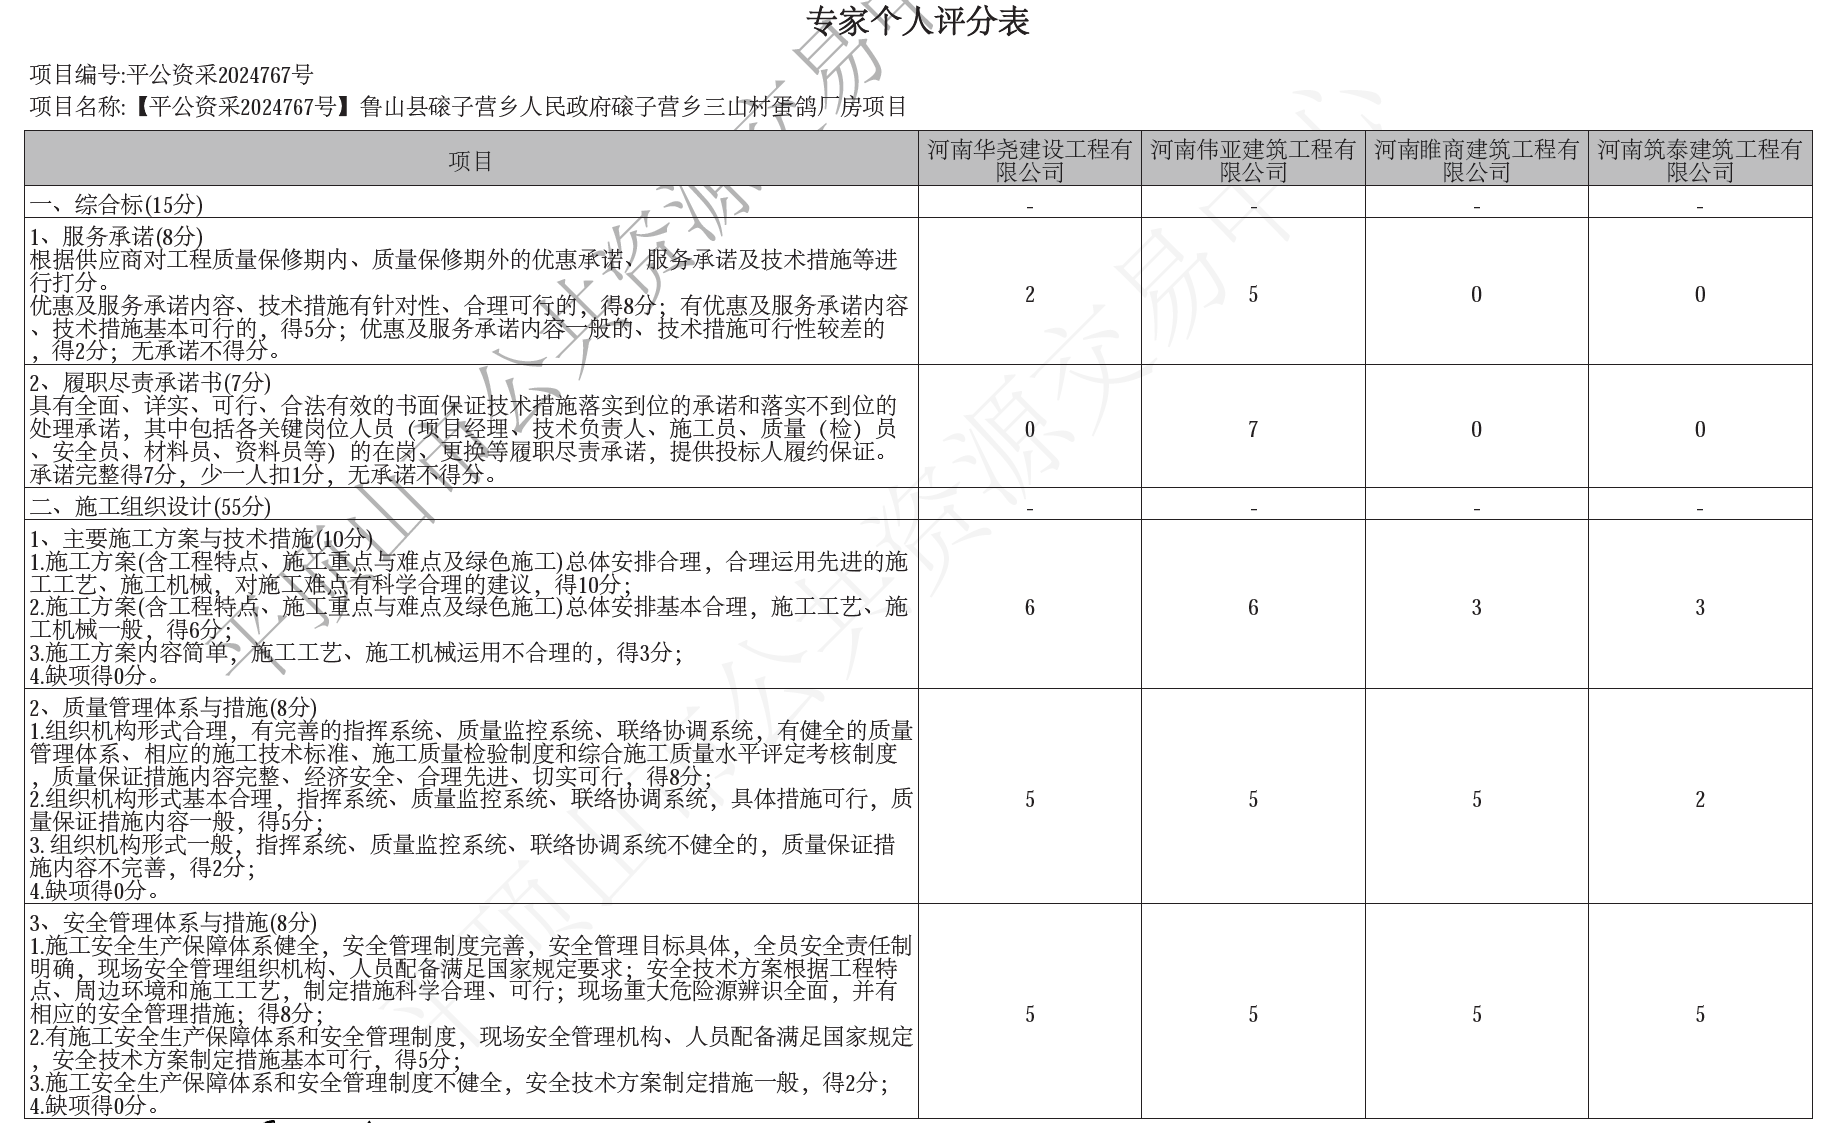 专家个人评分表
项目编号:平公资采2024767号
项目名称:【平公资采2024767号】鲁山县磙子营乡人民政府磙子营乡三山村蛋鸽厂房项目
项目
河南华尧建设工程有
限公司
河南伟亚建筑工程有
限公司
河南睢商建筑工程有
限公司
河南筑泰建筑工程有
限公司
一、综合标(15分)
-
-
-
-
1、服务承诺(8分)
根据供应商对工程质量保修期内、质量保修期外的优惠承诺、服务承诺及技术措施等进
行打分。
优惠及服务承诺内容、技术措施有针对性、合理可行的，得8分；有优惠及服务承诺内容
、技术措施基本可行的，得5分；优惠及服务承诺内容一般的、技术措施可行性较差的
，得2分；无承诺不得分。
2
5
0
0
2、履职尽责承诺书(7分)
具有全面、详实、可行、合法有效的书面保证技术措施落实到位的承诺和落实不到位的
处理承诺，其中包括各关键岗位人员（项目经理、技术负责人、施工员、质量（检）员
、安全员、材料员、资料员等）的在岗、更换等履职尽责承诺，提供投标人履约保证。
承诺完整得7分，少一人扣1分，无承诺不得分。
0
7
0
0
二、施工组织设计(55分)
-
-
-
-
1、主要施工方案与技术措施(10分)
1.施工方案(含工程特点、施工重点与难点及绿色施工)总体安排合理，合理运用先进的施
工工艺、施工机械，对施工难点有科学合理的建议，得10分；
2.施工方案(含工程特点、施工重点与难点及绿色施工)总体安排基本合理，施工工艺、施
工机械一般，得6分；
3.施工方案内容简单，施工工艺、施工机械运用不合理的，得3分；
4.缺项得0分。
6
6
3
3
2、质量管理体系与措施(8分)
1.组织机构形式合理，有完善的指挥系统、质量监控系统、联络协调系统，有健全的质量
管理体系、相应的施工技术标准、施工质量检验制度和综合施工质量水平评定考核制度
，质量保证措施内容完整、经济安全、合理先进、切实可行，得8分；
2.组织机构形式基本合理，指挥系统、质量监控系统、联络协调系统，具体措施可行，质
量保证措施内容一般，得5分；
3. 组织机构形式一般，指挥系统、质量监控系统、联络协调系统不健全的，质量保证措
施内容不完善，得2分；
4.缺项得0分。
5
5
5
2
3、安全管理体系与措施(8分)
1.施工安全生产保障体系健全，安全管理制度完善，安全管理目标具体，全员安全责任制
明确，现场安全管理组织机构、人员配备满足国家规定要求；安全技术方案根据工程特
点、周边环境和施工工艺，制定措施科学合理、可行；现场重大危险源辨识全面，并有
相应的安全管理措施；得8分；
2.有施工安全生产保障体系和安全管理制度，现场安全管理机构、人员配备满足国家规定
，安全技术方案制定措施基本可行，得5分；
3.施工安全生产保障体系和安全管理制度不健全，安全技术方案制定措施一般，得2分；
4.缺项得0分。
5
5
5
5
平顶山市公共资源交易中
平顶山市公共资源交易中心